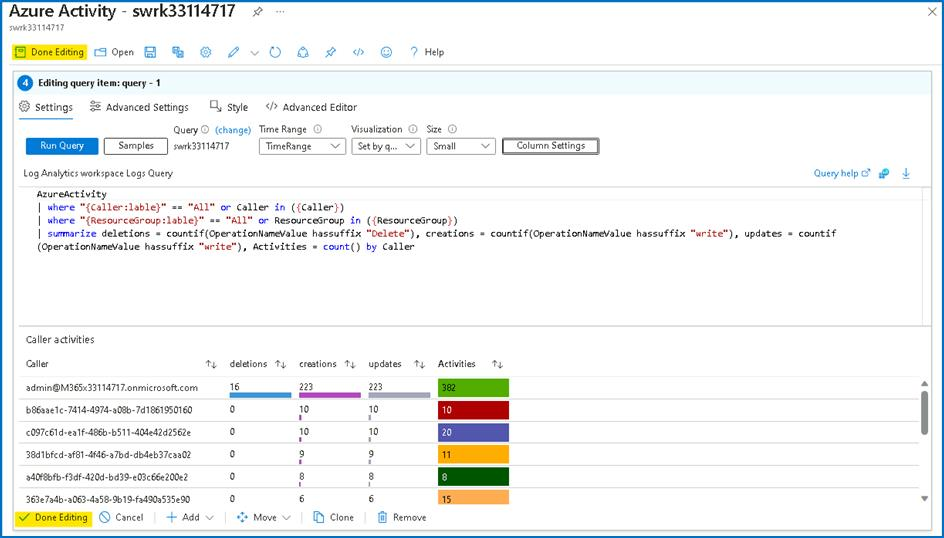 Azure Activity - swrk33114717 ...
swrk33114717
Done Editing Open ? Help
4 Editing query item: query - 1
Settings Advanced Settings Style </> Advanced Editor
Query (change) Time Range Visualization Size
Run Query Samples swrk33114717 TimeRange Set by q... Small Column Settings
Log Analytics workspace Logs Query Query help
AzureActivity
| where "{Caller:lable}" == "All" or Caller in ({Caller})
| where "{ResourceGroup:lable}" == "All" or ResourceGroup in ({ResourceGroup})
| summarize deletions = countif(OperationNameValue hassuffix "Delete"), creations = countif(OperationNameValue hassuffix "write"), updates = countif
(OperationNameValue hassuffix "write"), Activities = count() by Caller
Caller activities
Caller deletions creations updates Activities
admin@M365x33114717.onmicrosoft.com 16 223 223 382
b86aae1c-7414-4974-a08b-7d1861950160 0 10 10 10
c097c61d-ea1f-486b-b511-404e42d2562e 0 10 10 20
38d1bfcd-af81-4f46-a7bd-db4eb37caa02 0 9 9 11
a40f8bfb-f3df-420d-bd39-e03c66e200e2 0 8 8 8
363e7a4b-a063-4a58-9b19-fa490a535e90 0 6 6 15
Done Editing Cancel + Add Move Clone Remove